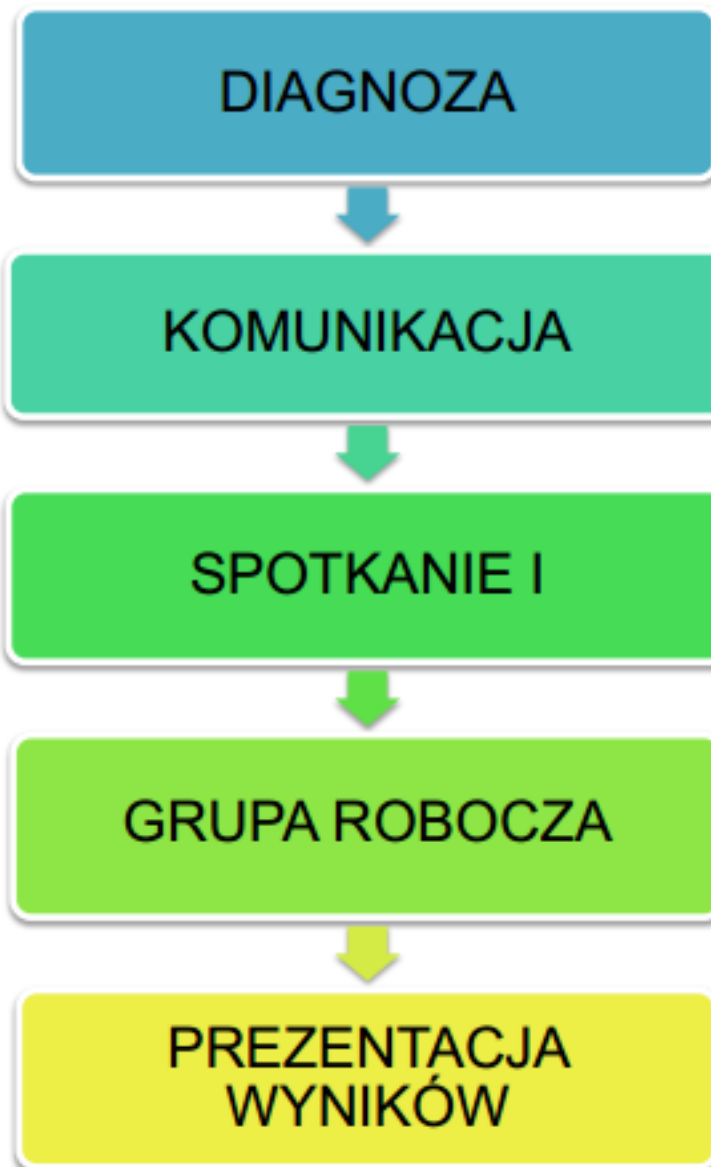 DIAGNOZA
KOMUNIKACJA
SPOTKANIE I
GRUPA ROBOCZA
PREZENTACJA
WYNIKÓW